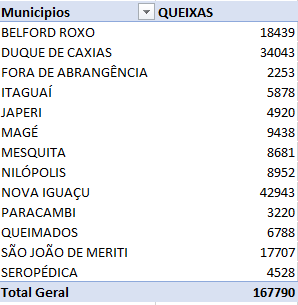 Municipios QUEIXAS
BELFORD ROXO 18439
DUQUE DE CAXIAS 34043
FORA DE ABRANGÊNCIA 2253
ITAGUAÍ 5878
JAPERI 4920
MAGÉ 9438
MESQUITA 8681
NILÓPOLIS 8952
NOVA IGUAÇU 42943
PARACAMBI 3220
QUEIMADOS 6788
SÃO JOÃO DE MERITI 17707
SEROPÉDICA 4528
Total Geral 167790